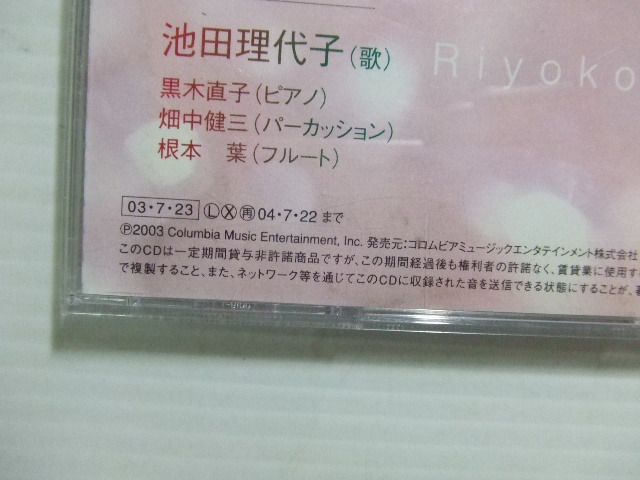 池田理代子(歌)
Riyoko
黒木直子(ピアノ)
畑中健三(パーカッション)
根本 葉(フルート)
03・7・23 Ⓛ Ⓧ ㊞04・7・22まで
Ⓟ2003 Columbia Music Entertainment, Inc. 発売元:コロムビアミュージックエンタテインメント株式会社
このCDは一定期間貸与非許諾商品ですが、この期間経過後も権利者の許諾なく、賃貸業に使用す
で複製すること、また、ネットワーク等を通じてこのCDに収録された音を送信できる状態にすることが、著